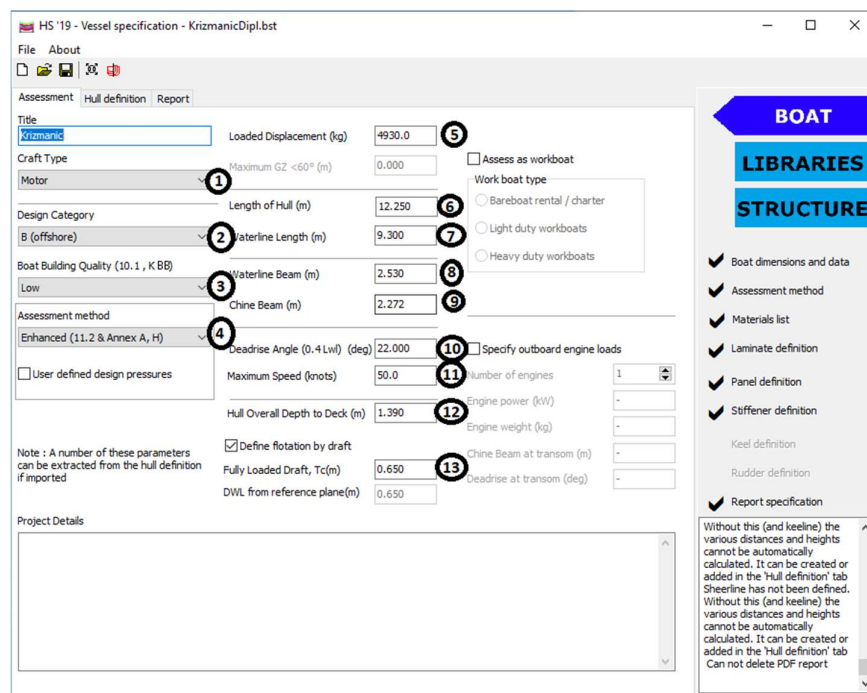 HS '19 - Vessel specification - KrizmanicDipl.bst
File About
Assessment Hull definition Report
Title
Krizmanic
Craft Type
Motor
1
Design Category
B (offshore)
2
Boat Building Quality (10.1 , K BB)
Low
3
Assessment method
Enhanced (11.2 & Annex A, H)
4
User defined design pressures
Note : A number of these parameters
can be extracted from the hull definition
if imported
Loaded Displacement (kg) 4930.0 5
Maximum GZ <60° (m) 0.000
Length of Hull (m) 12.250 6
Waterline Length (m) 9.300 7
Waterline Beam (m) 2.530 8
Chine Beam (m) 2.272 9
Deadrise Angle (0.4 Lwl) (deg) 22.000 10
Maximum Speed (knots) 50.0 11
Hull Overall Depth to Deck (m) 1.390 12
Define flotation by draft
Fully Loaded Draft, Tc(m) 0.650 13
DWL from reference plane(m) 0.650
Assess as workboat
Work boat type
Bareboat rental / charter
Light duty workboats
Heavy duty workboats
Specify outboard engine loads
Number of engines 1
Engine power (kW) -
Engine weight (kg) -
Chine Beam at transom (m) -
Deadrise at transom (deg) -
Project Details
BOAT
LIBRARIES
STRUCTURE
Boat dimensions and data
Assessment method
Materials list
Laminate definition
Panel definition
Stiffener definition
Keel definition
Rudder definition
Report specification
Without this (and keeline) the
various distances and heights
cannot be automatically
calculated. It can be created or
added in the 'Hull definition' tab
Sheerline has not been defined.
Without this (and keeline) the
various distances and heights
cannot be automatically
calculated. It can be created or
added in the 'Hull definition' tab
Can not delete PDF report